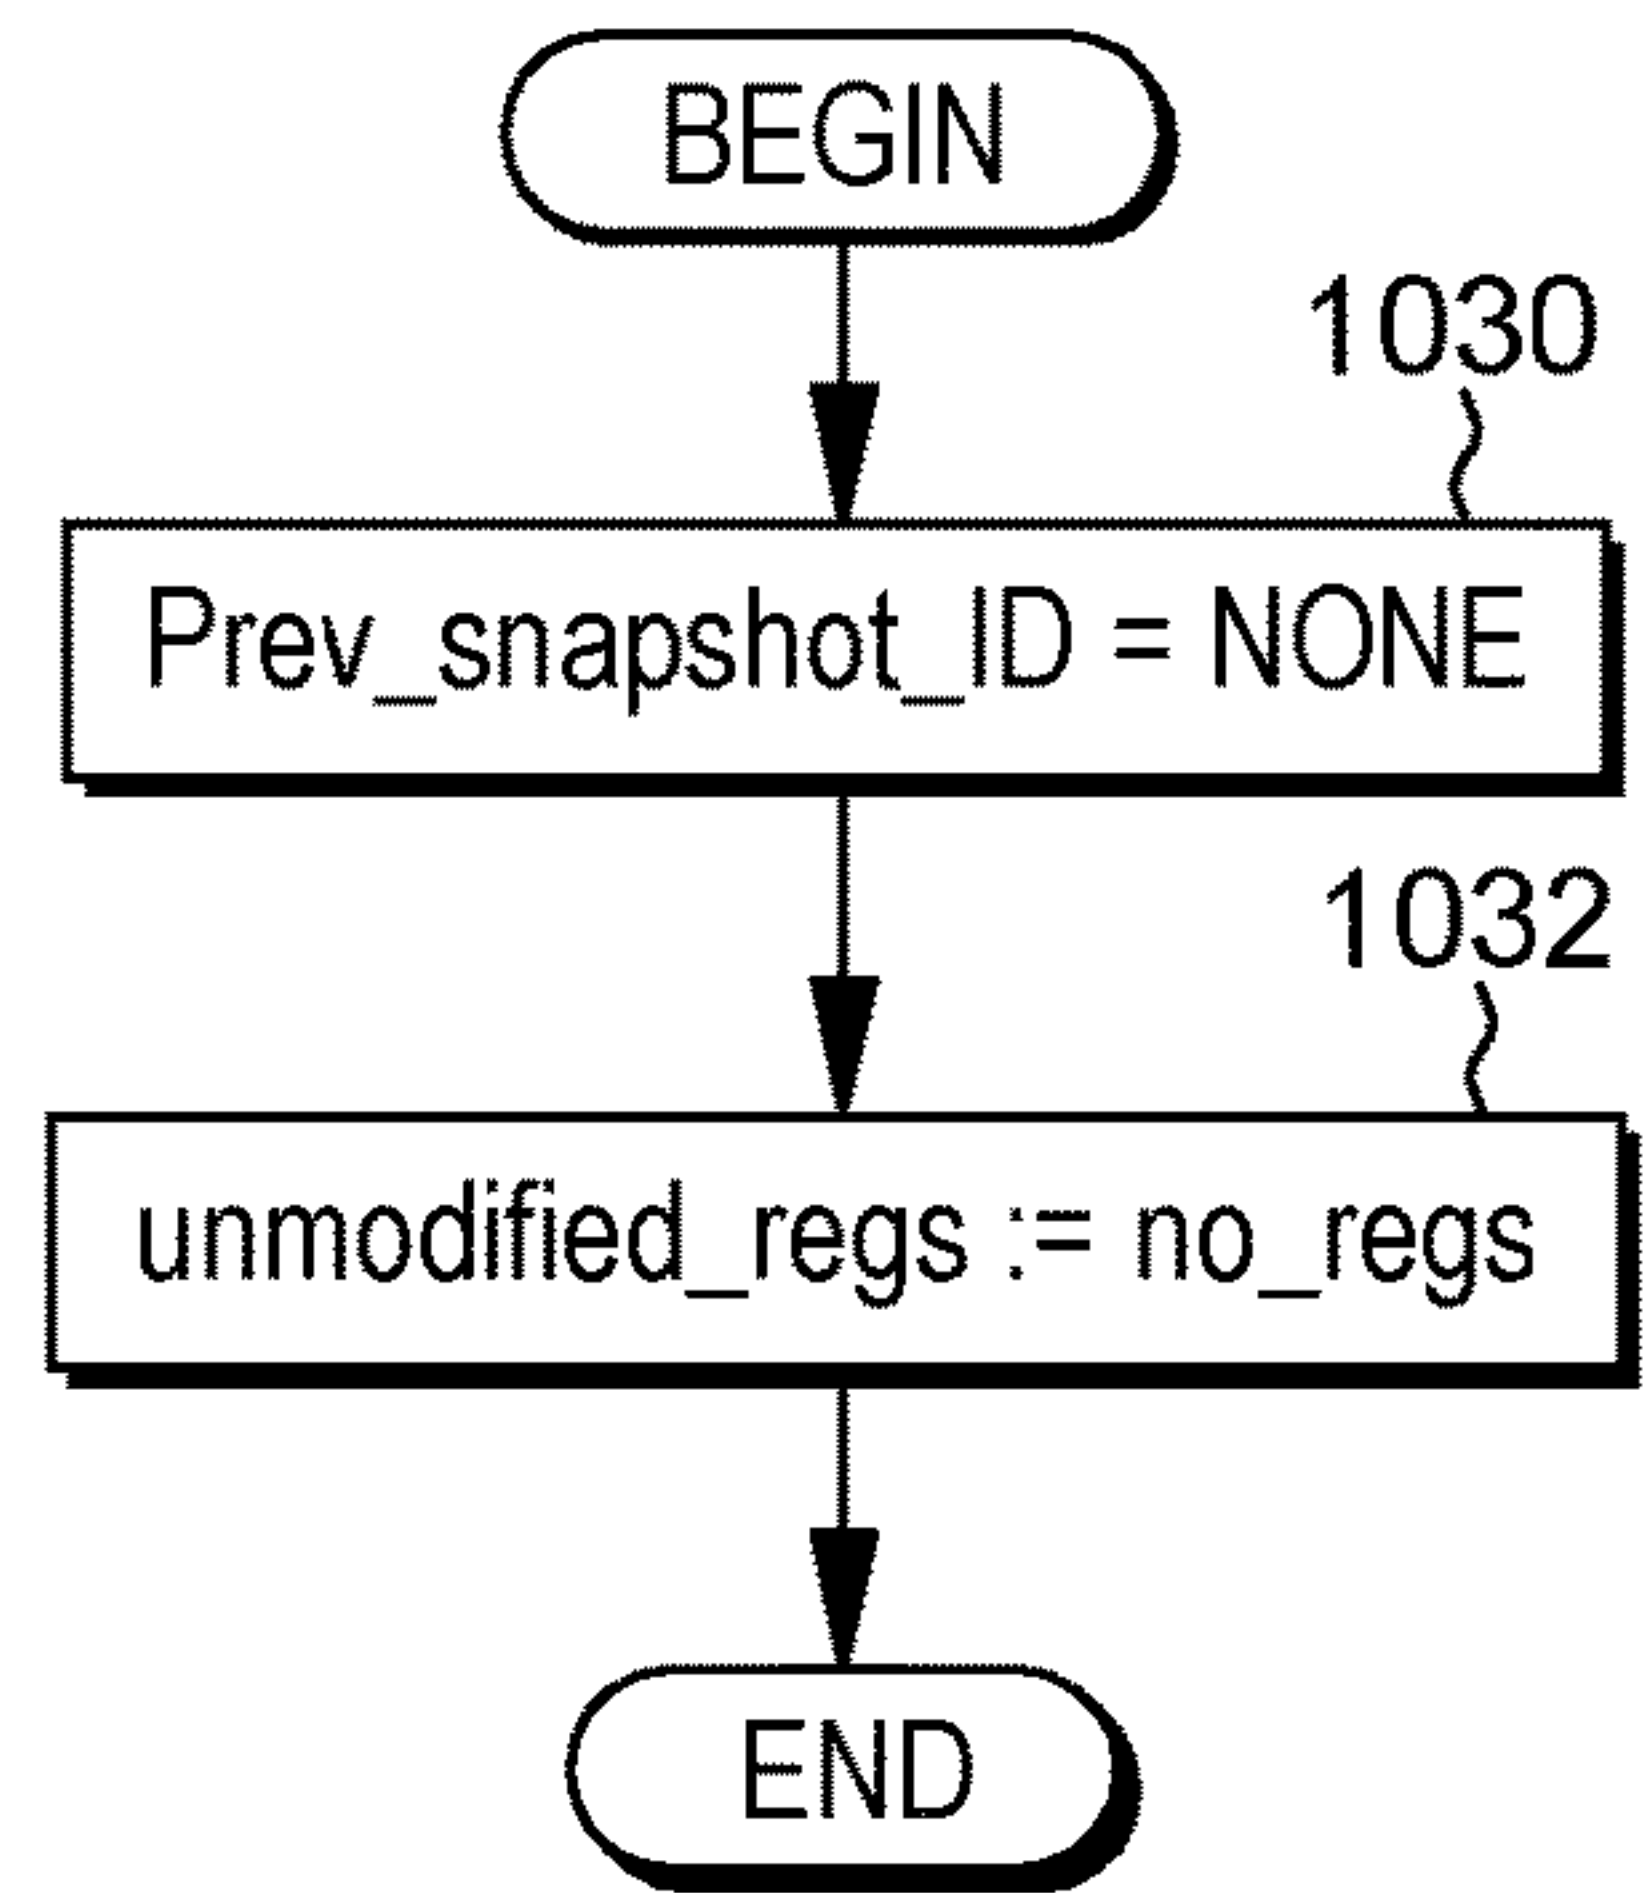 BEGIN
1030
Prev_snapshot_ID = NONE
1032
unmodified_regs := no_regs
END